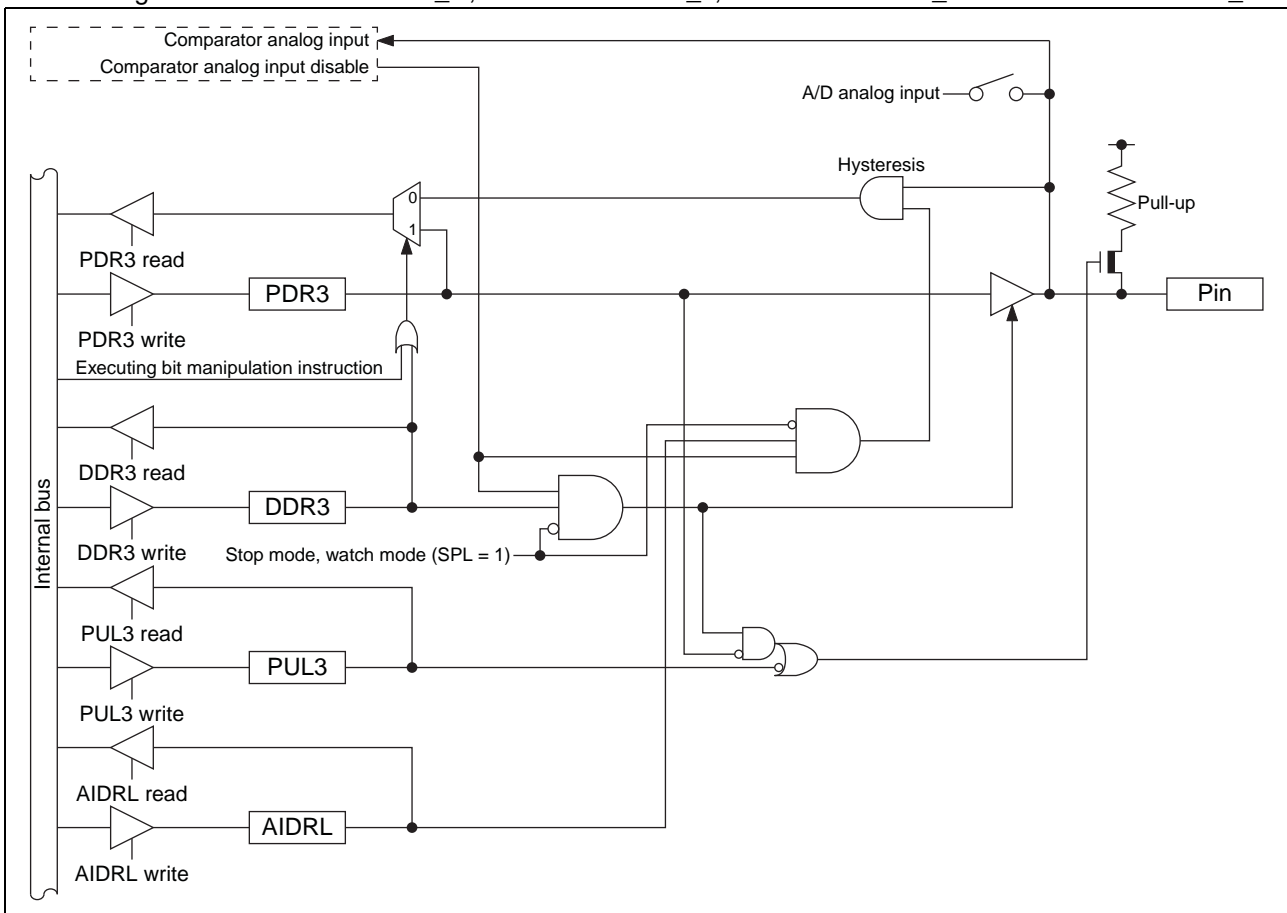 Comparator analog input
Comparator analog input disable
A/D analog input
Hysteresis
0
1
Pull-up
PDR3 read
PDR3
Pin
PDR3 write
Executing bit manipulation instruction
DDR3 read
DDR3
DDR3 write
Stop mode, watch mode (SPL = 1)
Internal bus
PUL3 read
PUL3
PUL3 write
AIDRL read
AIDRL
AIDRL write